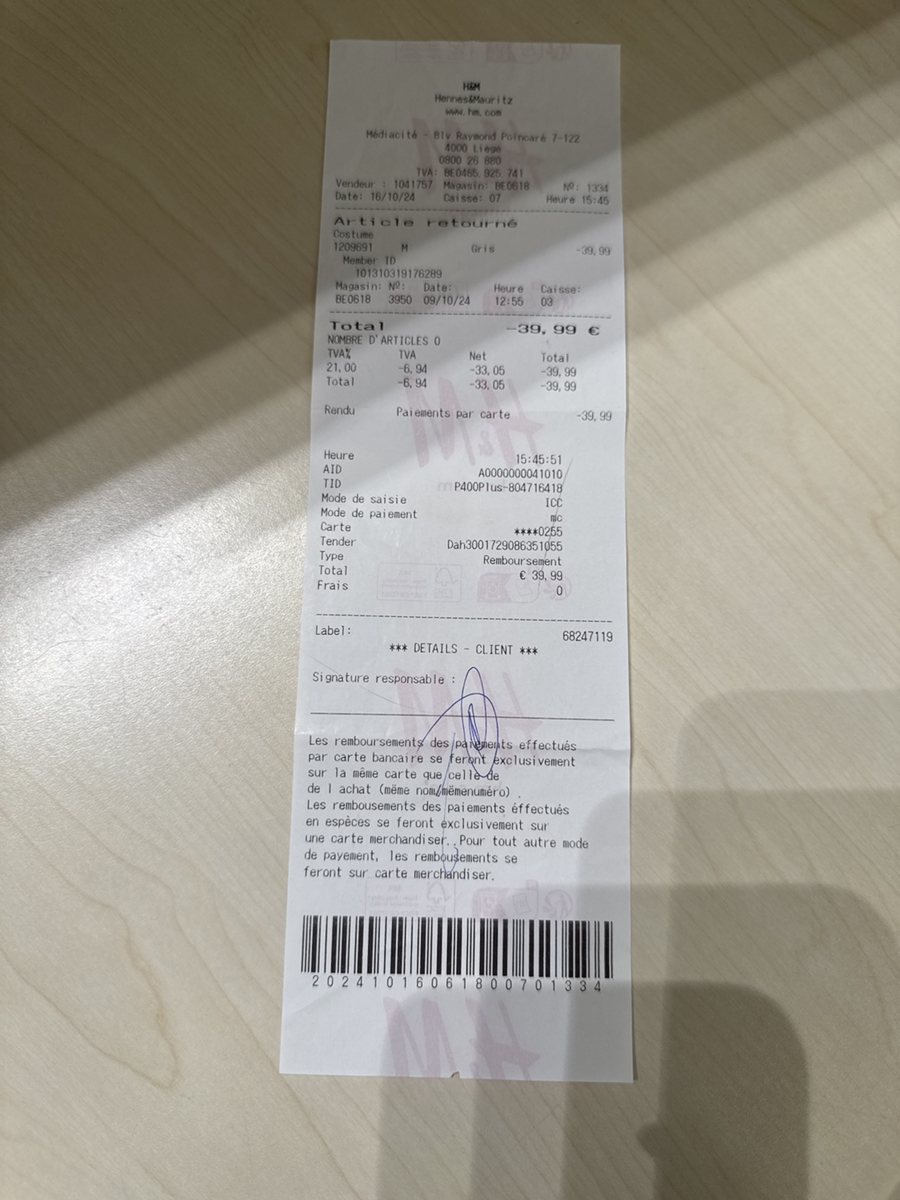 H&M
Hennes&Mauritz
www.hm.com
Médiacité - Blv Raymond Poincaré 7-122
4000 Liège
0800 26 880
TVA: BE0465.925.741
Vendeur : 1041757 Magasin: BE0618 Nº: 1334
Date: 16/10/24 Caisse: 07 Heure 15:45
Article retourné
Costume
1209691 M Gris -39,99
Member ID
101310319176289
Magasin: Nº: Date: Heure Caisse:
BE0618 3950 09/10/24 12:55 03
Total -39,99 €
NOMBRE D'ARTICLES 0
TVA% TVA Net Total
21,00 -6,94 -33,05 -39,99
Total -6,94 -33,05 -39,99
Rendu Paiements par carte -39,99
Heure 15:45:51
AID A0000000041010
TID P400Plus-804716418
Mode de saisie ICC
Mode de paiement mc
Carte ****0255
Tender Dah3001729086351055
Type Remboursement
Total € 39,99
Frais 0
Label: 68247119
*** DETAILS - CLIENT ***
Signature responsable :
Les remboursements des paiements effectués
par carte bancaire se feront exclusivement
sur la même carte que celle de
de l achat (même nom/mêmenuméro) .
Les rembousements des paiements éffectués
en espèces se feront exclusivement sur
une carte merchandiser..Pour tout autre mode
de payement, les rembousements se
feront sur carte merchandiser.
20241016061800701334